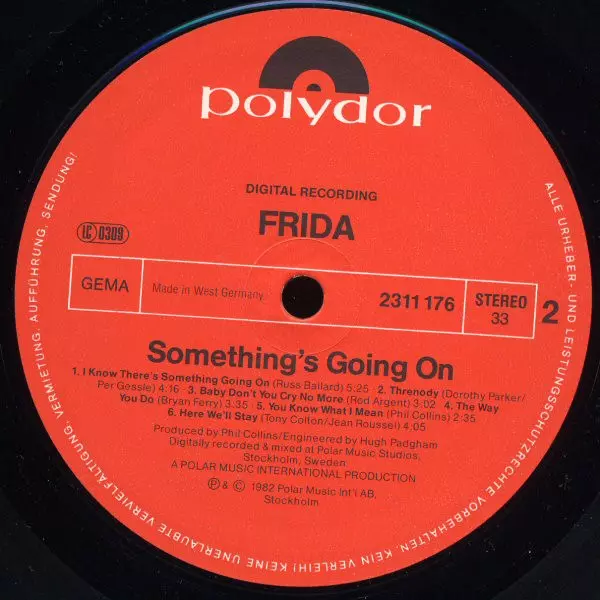 polydor
DIGITAL RECORDING
FRIDA
LC 0309
GEMA
Made in West Germany
2311 176
STEREO
33
2
Something's Going On
1. I Know There's Something Going On (Russ Ballard) 5:25 · 2. Threnody (Dorothy Parker/
Per Gessle) 4:16 · 3. Baby Don't You Cry No More (Rod Argent) 3:02 · 4. The Way
You Do (Bryan Ferry) 3:35 · 5. You Know What I Mean (Phil Collins) 2:35
6. Here We'll Stay (Tony Colton/Jean Roussel) 4:05
Produced by Phil Collins/Engineered by Hugh Padgham
Digitally recorded & mixed at Polar Music Studios,
Stockholm, Sweden
A POLAR MUSIC INTERNATIONAL PRODUCTION
Ⓟ & © 1982 Polar Music Int'l AB,
Stockholm
ALLE URHEBER- UND LEISTUNGSSCHUTZRECHTE VORBEHALTEN. KEIN VERLEIH! KEINE UNERLAUBTE VERVIELFÄLTIGUNG, VERMIETUNG, AUFFÜHRUNG, SENDUNG!